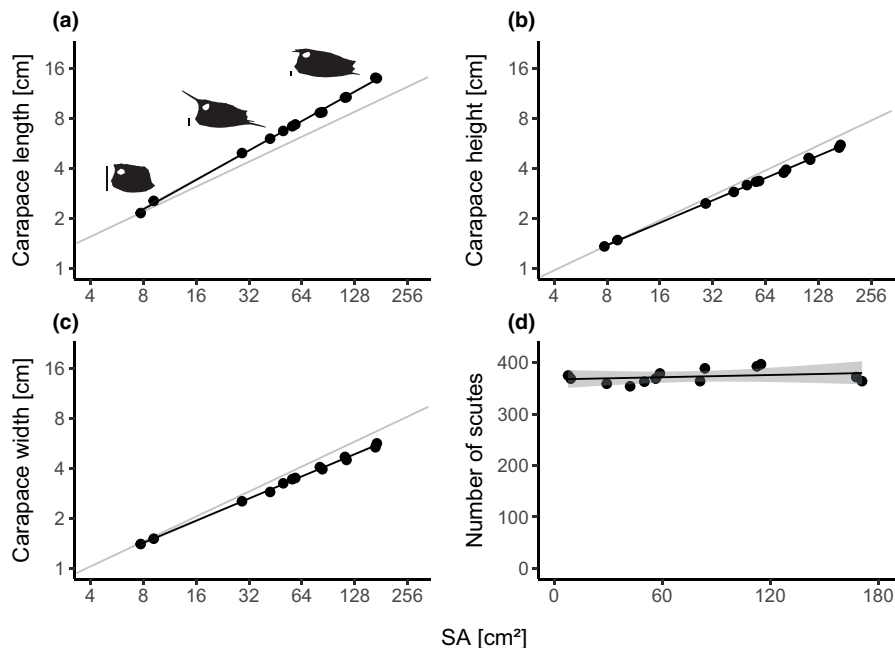 (a)
Carapace length [cm]
16
8
4
2
1
4 8 16 32 64 128 256
(b)
Carapace height [cm]
16
8
4
2
1
4 8 16 32 64 128 256
(c)
Carapace width [cm]
16
8
4
2
1
4 8 16 32 64 128 256
(d)
Number of scutes
400
300
200
100
0
0 60 120 180
SA [cm²]